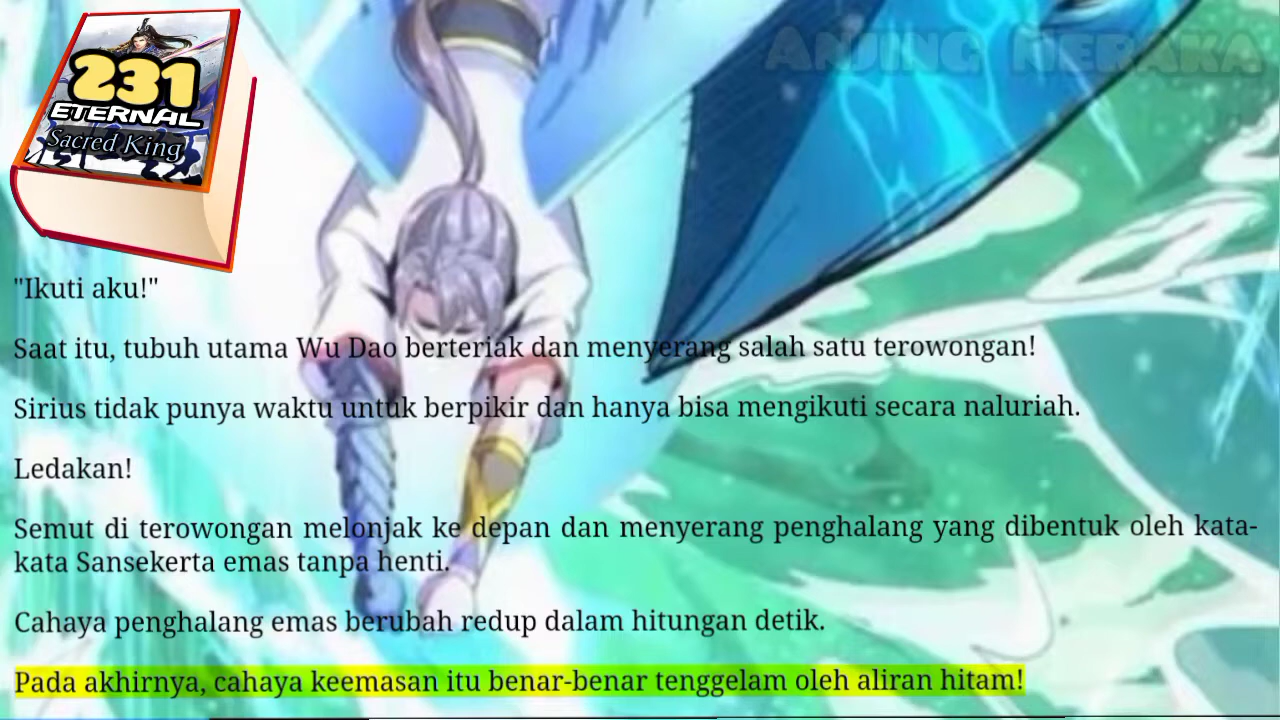 ANJING NERAKA
231
ETERNAL
Sacred King
"Ikuti aku!"
Saat itu, tubuh utama Wu Dao berteriak dan menyerang salah satu terowongan!
Sirius tidak punya waktu untuk berpikir dan hanya bisa mengikuti secara naluriah.
Ledakan!
Semut di terowongan melonjak ke depan dan menyerang penghalang yang dibentuk oleh kata-
kata Sansekerta emas tanpa henti.
Cahaya penghalang emas berubah redup dalam hitungan detik.
Pada akhirnya, cahaya keemasan itu benar-benar tenggelam oleh aliran hitam!